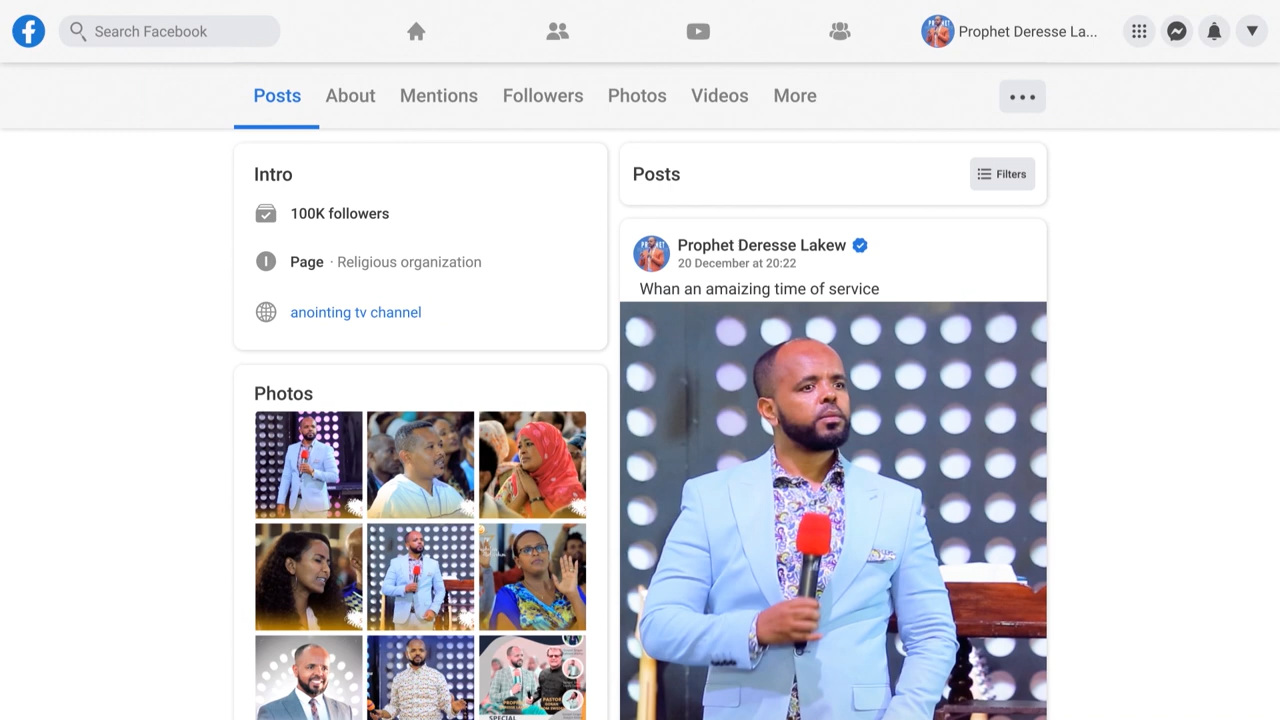 Search Facebook
Prophet Deresse La...
Posts
About
Mentions
Followers
Photos
Videos
More
Intro
100K followers
Page · Religious organization
anointing tv channel
Photos
SPECIAL
Posts
Filters
Prophet Deresse Lakew
20 December at 20:22
Whan an amaizing time of service